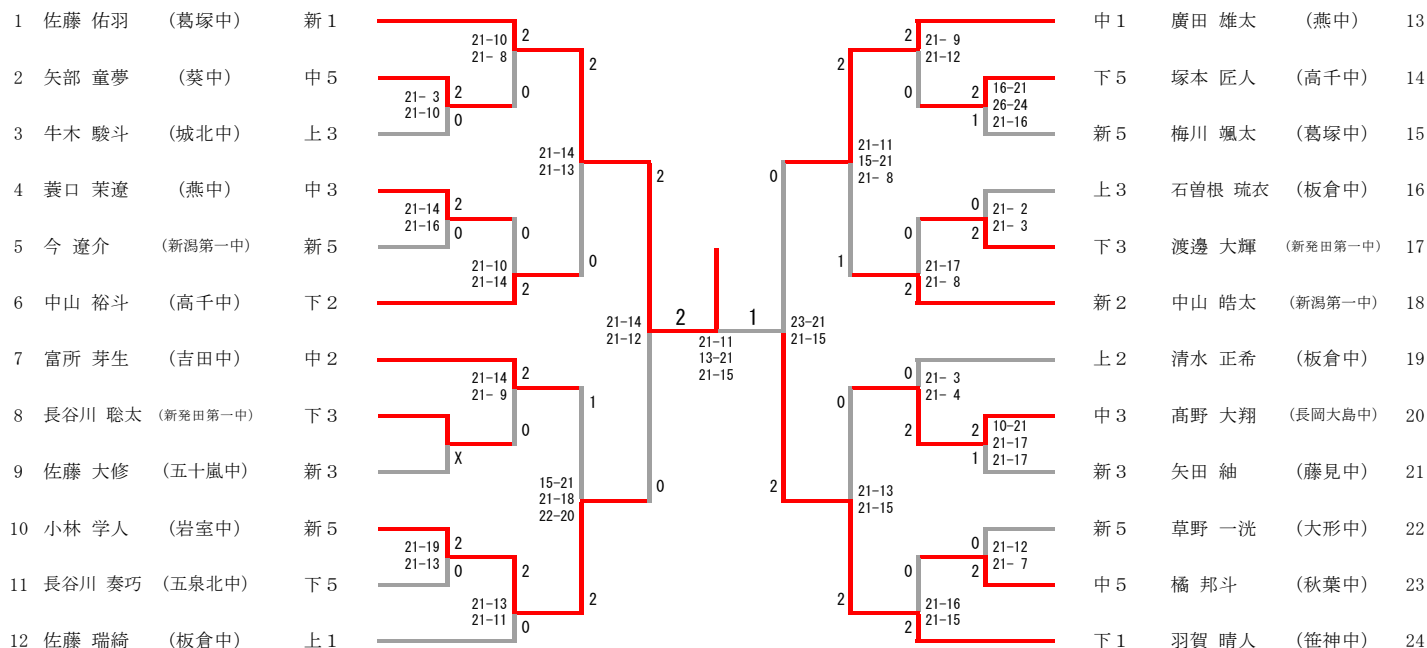 1 佐藤 佑羽 (葛塚中) 新1
2 矢部 童夢 (葵中) 中5
3 牛木 駿斗 (城北中) 上3
4 蓑口 茉遼 (燕中) 中3
5 今 遼介 (新潟第一中) 新5
6 中山 裕斗 (高千中) 下2
7 富所 芽生 (吉田中) 中2
8 長谷川 聡太 (新発田第一中) 下3
9 佐藤 大修 (五十嵐中) 新3
10 小林 学人 (岩室中) 新5
11 長谷川 奏巧 (五泉北中) 下5
12 佐藤 瑞綺 (板倉中) 上1
21-10 2
21- 8
0
21- 3 2
21-10 0
2
21-14
21-13
21-14 2
21-16 0
0
21-10
21-14 2
0
2
21-14
21-12
21-14 2
21- 9
0
X
1
15-21
21-18
22-20
0
21-19 2
21-13 0
2
21-13
21-11 0
2
2 1
21-11
13-21
21-15
2 21- 9
21-12
0
2 16-21
26-24
1 21-16
2
21-11
15-21
21- 8
0
0 21- 2
21- 3
2
0
21-17
21- 8
2
1
23-21
21-15
0 21- 3
21- 4
2
2 10-21
21-17
1 21-17
0
21-13
21-15
2
0 21-12
21- 7
2
0
21-16
21-15
2
2
中1 廣田 雄太 (燕中) 13
下5 塚本 匠人 (高千中) 14
新5 梅川 颯太 (葛塚中) 15
上3 石曽根 琉衣 (板倉中) 16
下3 渡邊 大輝 (新発田第一中) 17
新2 中山 皓太 (新潟第一中) 18
上2 清水 正希 (板倉中) 19
中3 髙野 大翔 (長岡大島中) 20
新3 矢田 紬 (藤見中) 21
新5 草野 一洸 (大形中) 22
中5 橘 邦斗 (秋葉中) 23
下1 羽賀 晴人 (笹神中) 24